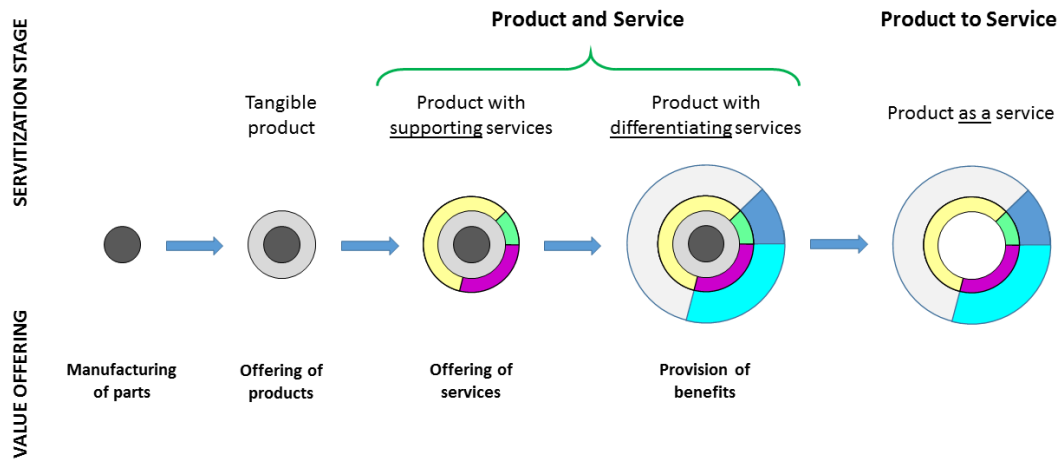 Product and Service
Product to Service
SERVITIZATION STAGE
Tangible
product
Product with
supporting services
Product with
differentiating services
Product as a service
VALUE OFFERING
Manufacturing
of parts
Offering of
products
Offering of
services
Provision of
benefits